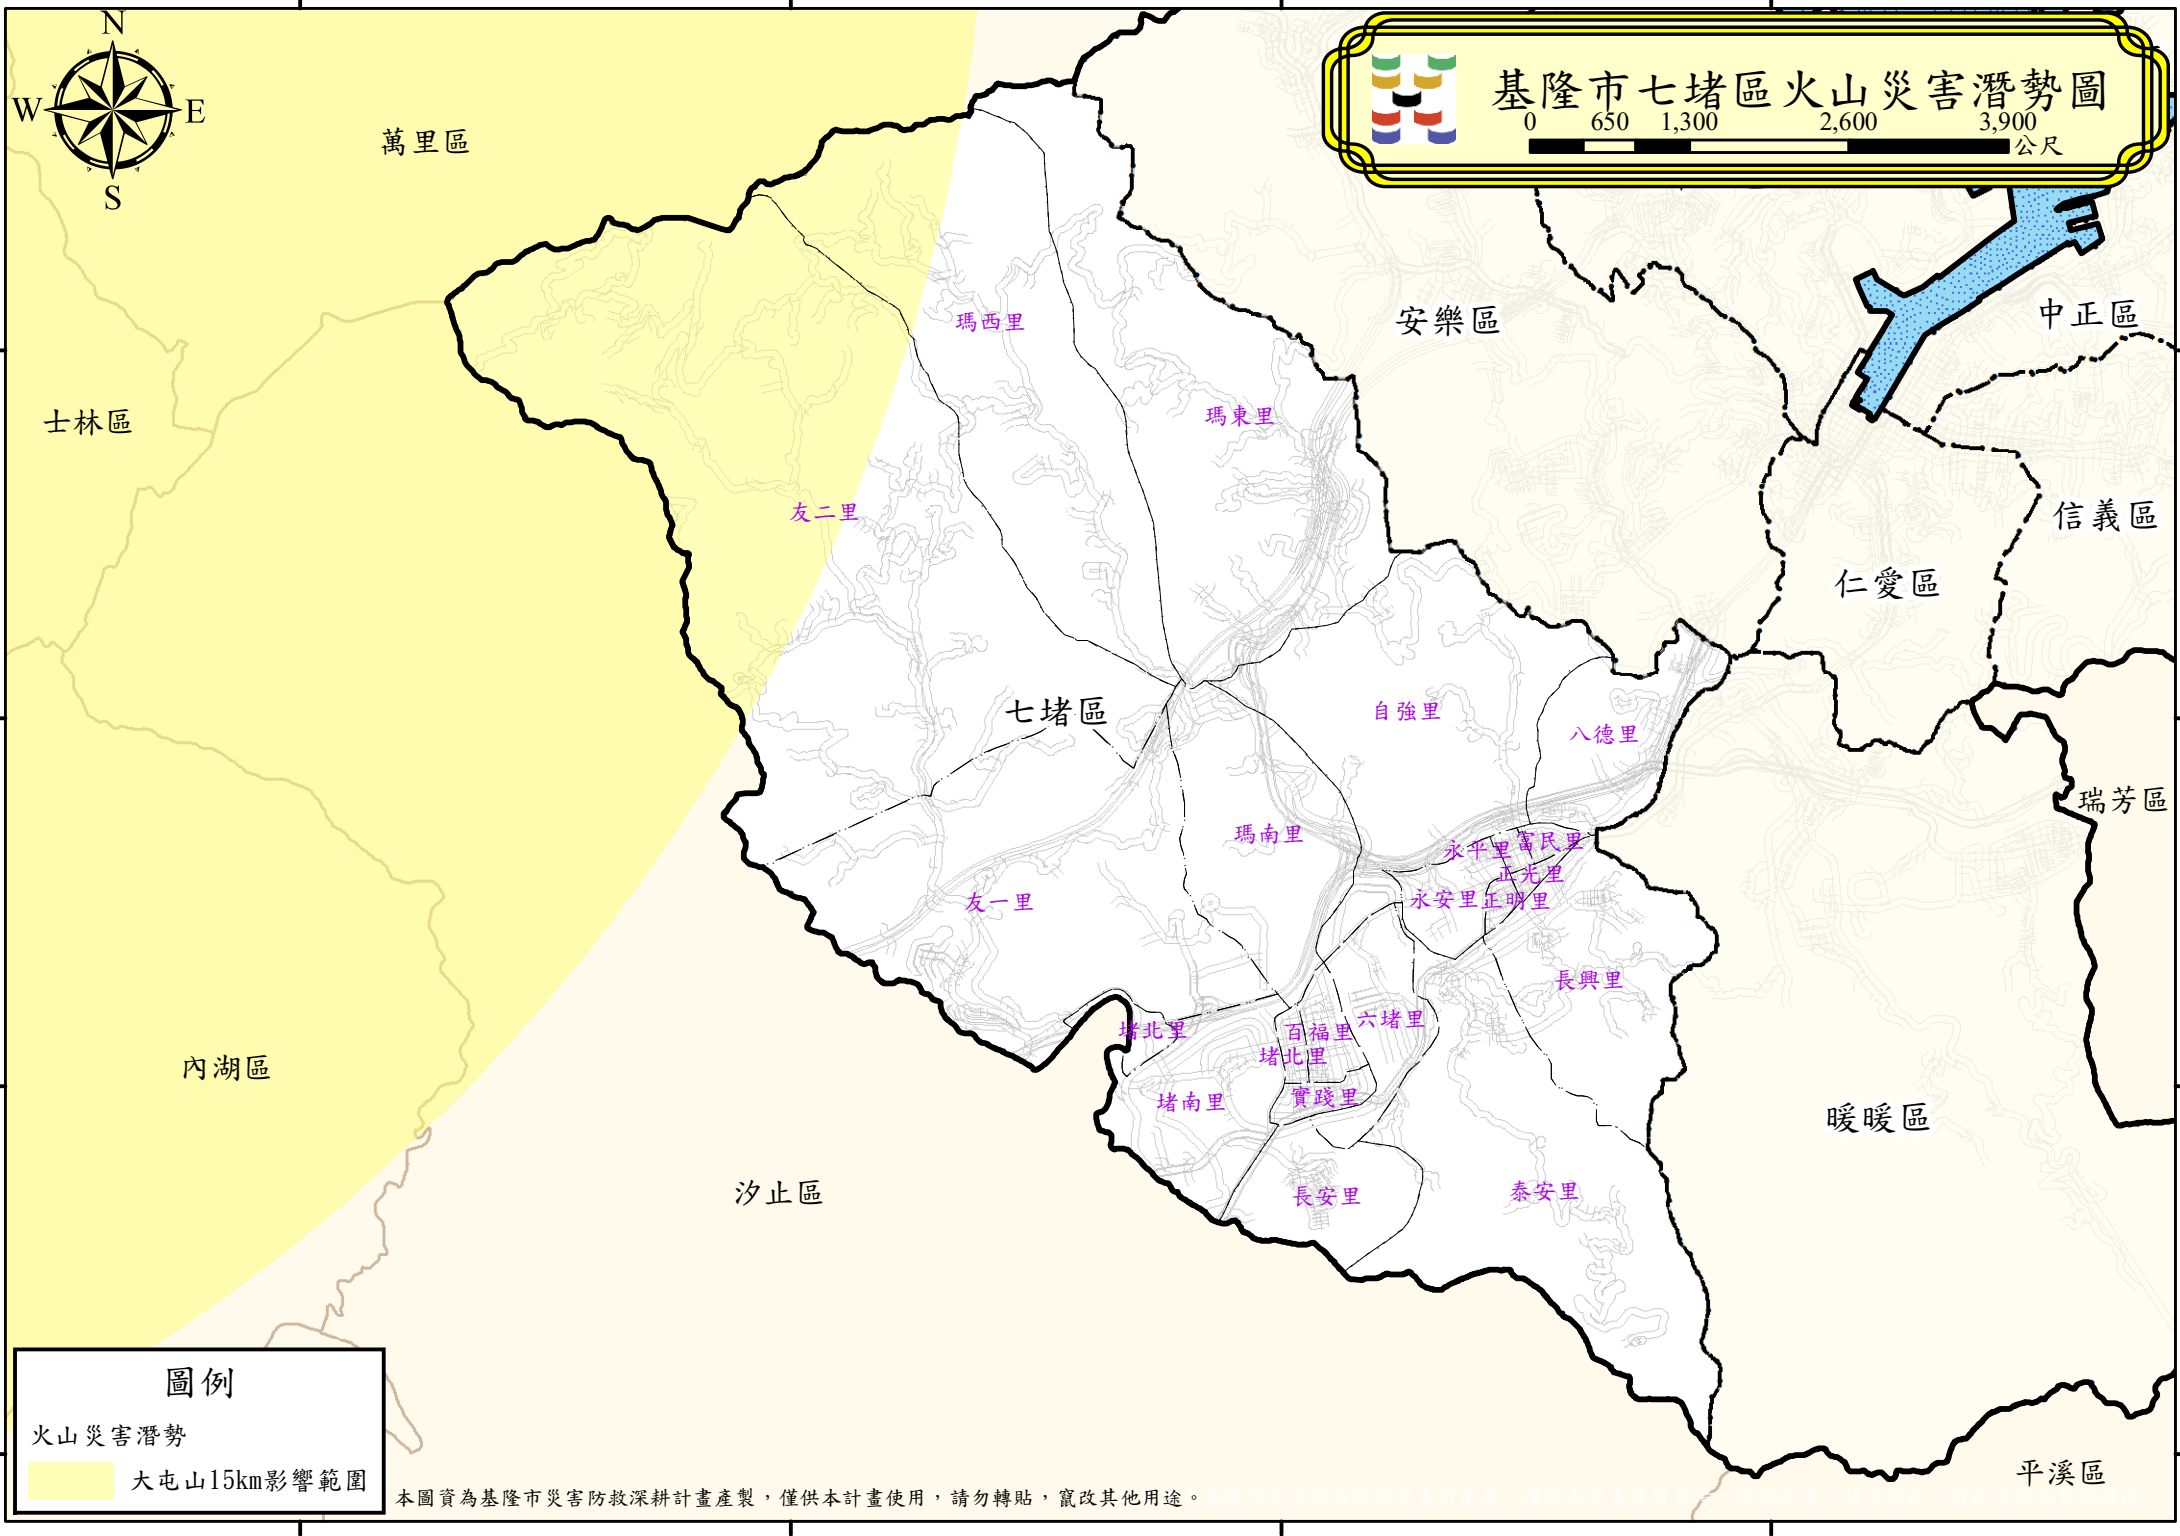 N
W
E
S
基隆市七堵區火山災害潛勢圖
0 650 1,300 2,600 3,900
公尺
萬里區
士林區
內湖區
汐止區
七堵區
安樂區
中正區
信義區
仁愛區
瑞芳區
暖暖區
平溪區
瑪西里
瑪東里
友二里
自強里
八德里
瑪南里
永平里
富民里
正光里
友一里
永安里
正明里
長興里
堵北里
百福里
六堵里
堵北里
堵南里
實踐里
長安里
泰安里
圖例
火山災害潛勢
大屯山15km影響範圍
本圖資為基隆市災害防救深耕計畫產製，僅供本計畫使用，請勿轉貼，竄改其他用途。